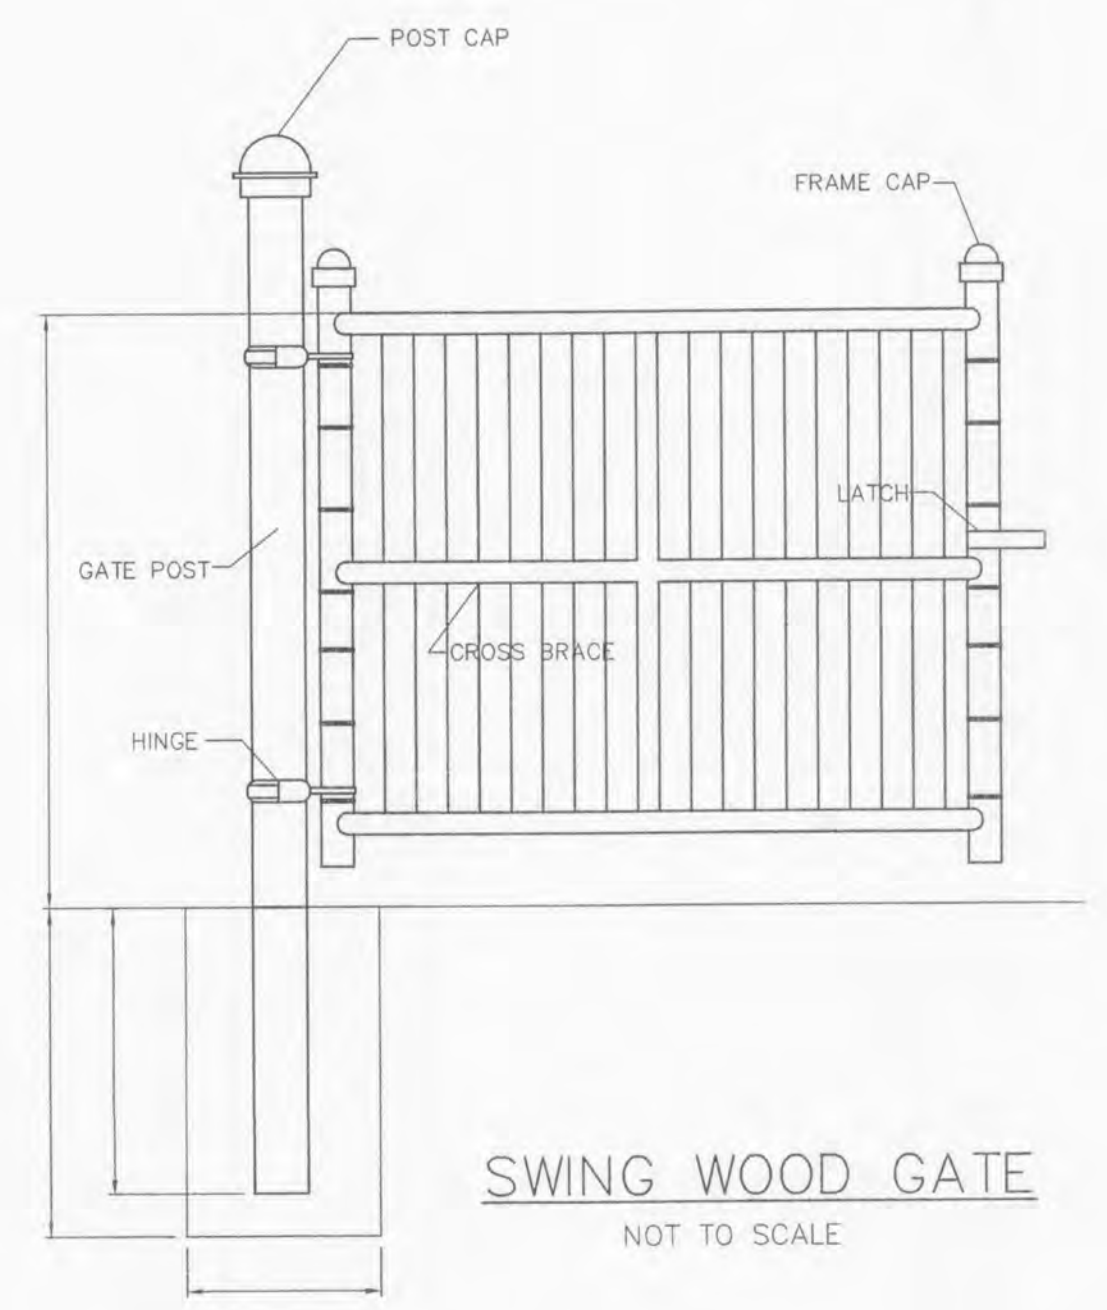 POST CAP
FRAME CAP
LATCH
GATE POST
CROSS BRACE
HINGE
SWING WOOD GATE
NOT TO SCALE